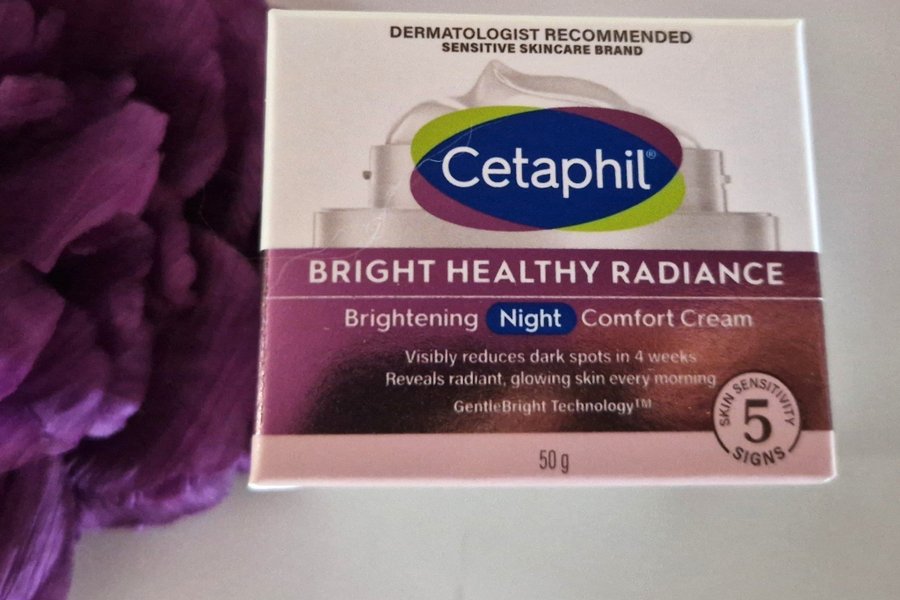 DERMATOLOGIST RECOMMENDED
SENSITIVE SKINCARE BRAND
Cetaphil®
BRIGHT HEALTHY RADIANCE
Brightening Night Comfort Cream
Visibly reduces dark spots in 4 weeks
Reveals radiant, glowing skin every morning
GentleBright Technology™
SKIN SENSITIVITY
5
SIGNS
50 g